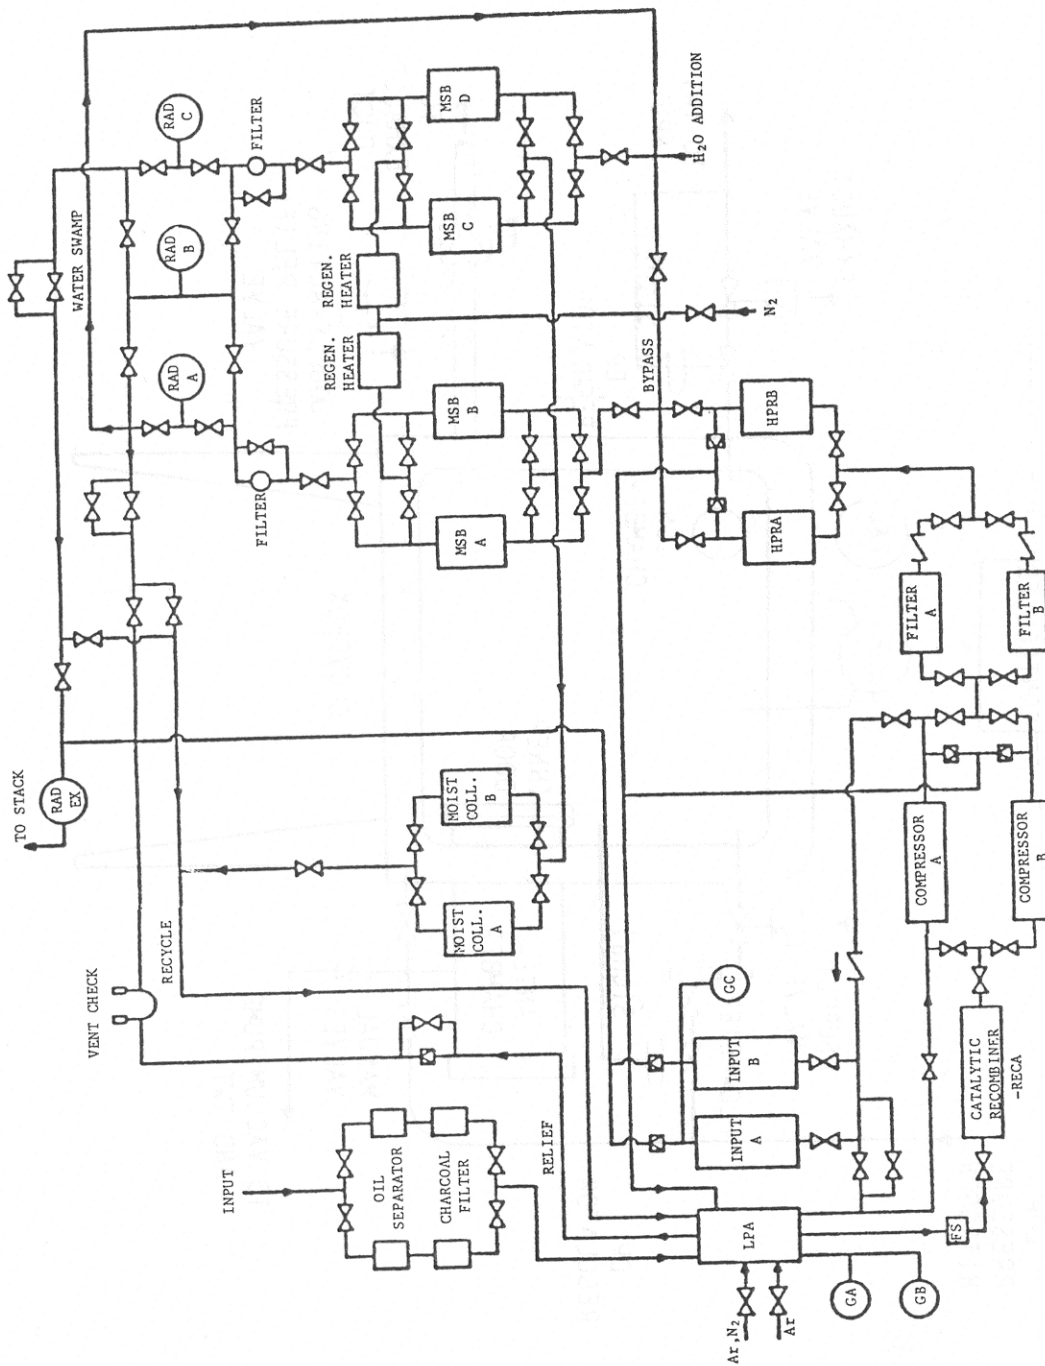 TO STACK
RAD
EX
WATER SWAMP
RAD
A
RAD
B
RAD
C
FILTER
FILTER
REGEN.
HEATER
REGEN.
HEATER
MSB
A
MSB
B
MSB
C
MSB
D
H2O ADDITION
N2
BYPASS
HPRA
HPRB
FILTER
A
FILTER
B
VENT CHECK
RECYCLE
MOIST
COLL.
A
MOIST
COLL.
B
INPUT
OIL
SEPARATOR
CHARCOAL
FILTER
RELIEF
GC
INPUT
A
INPUT
B
COMPRESSOR
A
COMPRESSOR
B
CATALYTIC
RECOMBINER
-RECA
FS
LPA
GA
GB
Ar,N2
Ar